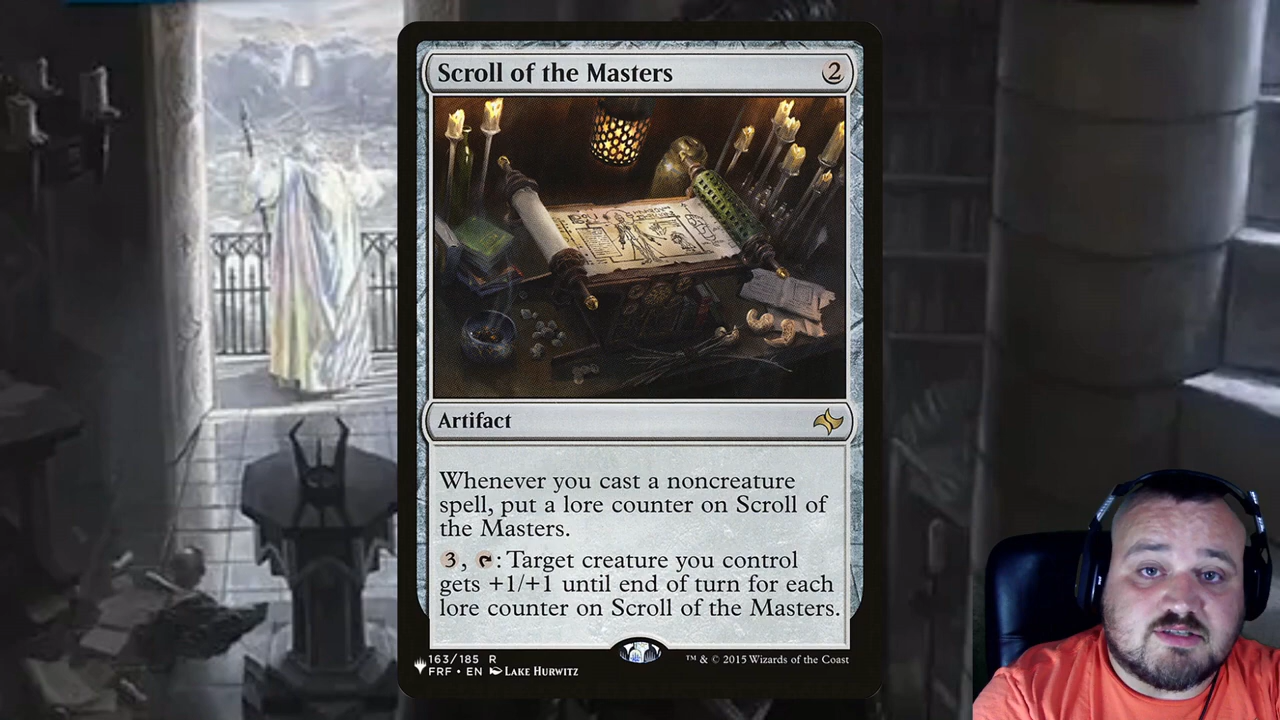 Scroll of the Masters 2
Artifact
Whenever you cast a noncreature
spell, put a lore counter on Scroll of
the Masters.
3, : Target creature you control
gets +1/+1 until end of turn for each
lore counter on Scroll of the Masters.
163/185 R
FRF • EN LAKE HURWITZ
™ & © 2015 Wizards of the Coast